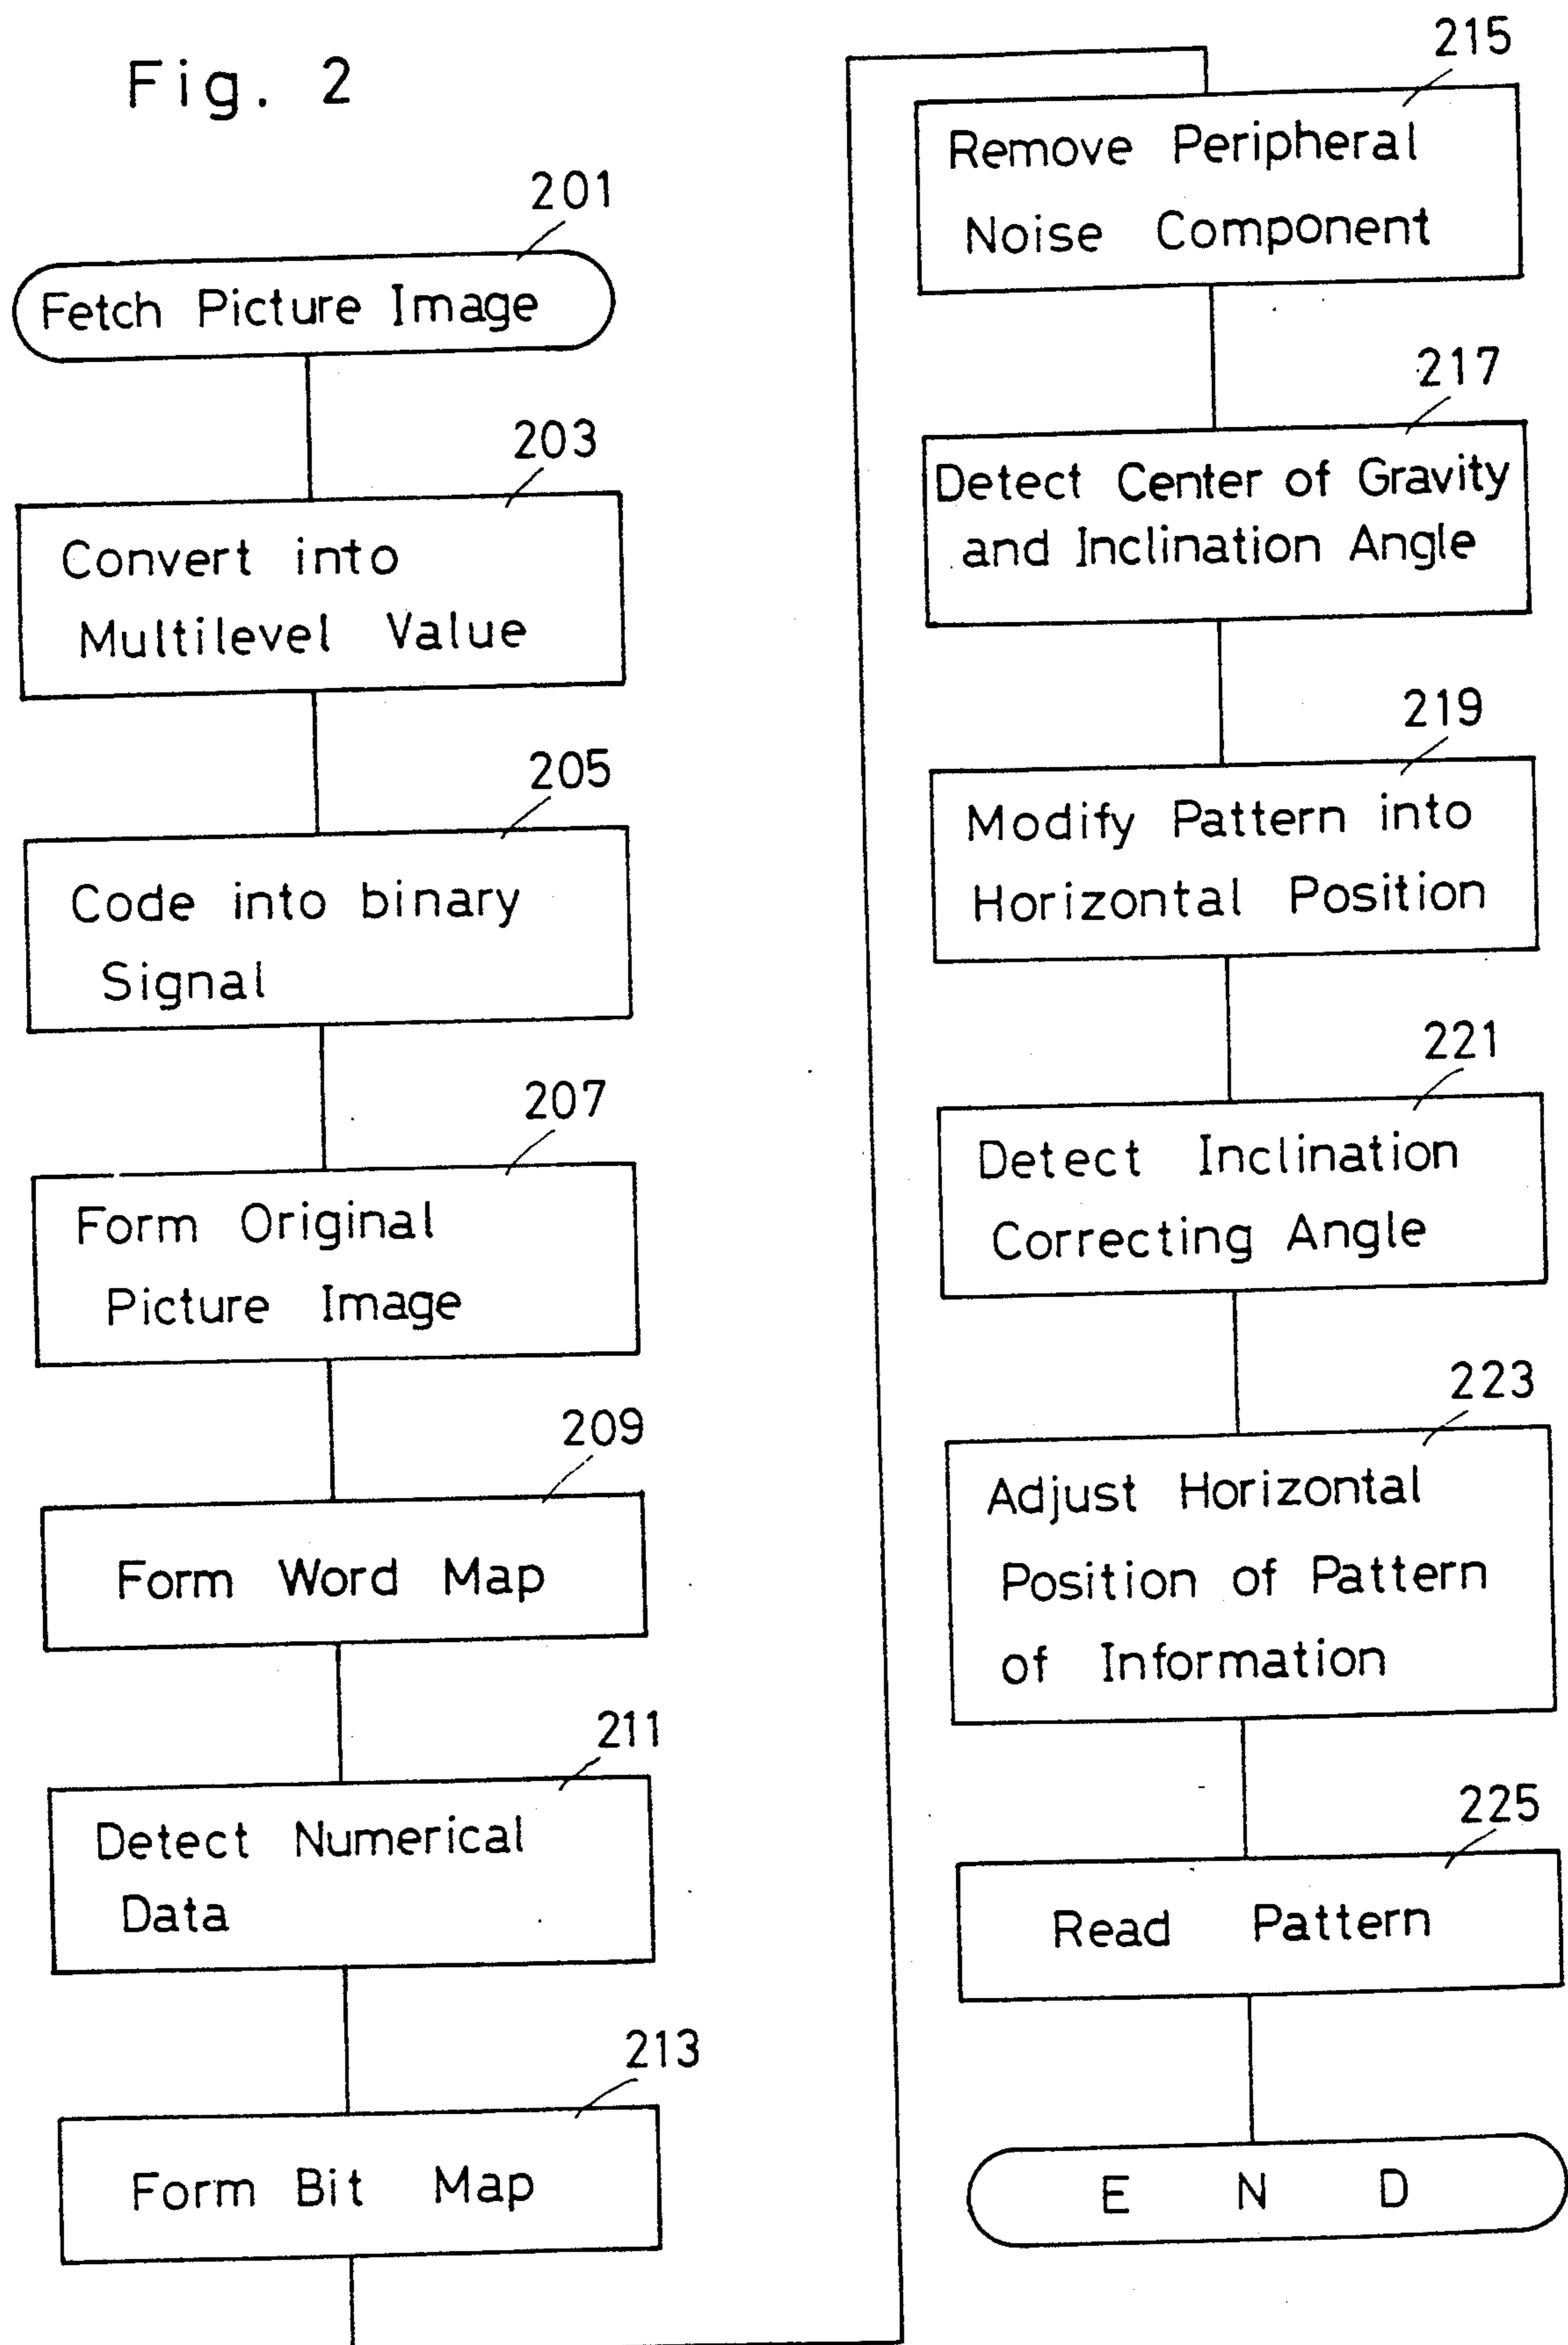 Fig. 2
201
Fetch Picture Image
203
Convert into
Multilevel Value
205
Code into binary
Signal
207
Form Original
Picture Image
209
Form Word Map
211
Detect Numerical
Data
213
Form Bit Map
215
Remove Peripheral
Noise Component
217
Detect Center of Gravity
and Inclination Angle
219
Modify Pattern into
Horizontal Position
221
Detect Inclination
Correcting Angle
223
Adjust Horizontal
Position of Pattern
of Information
225
Read Pattern
E N D